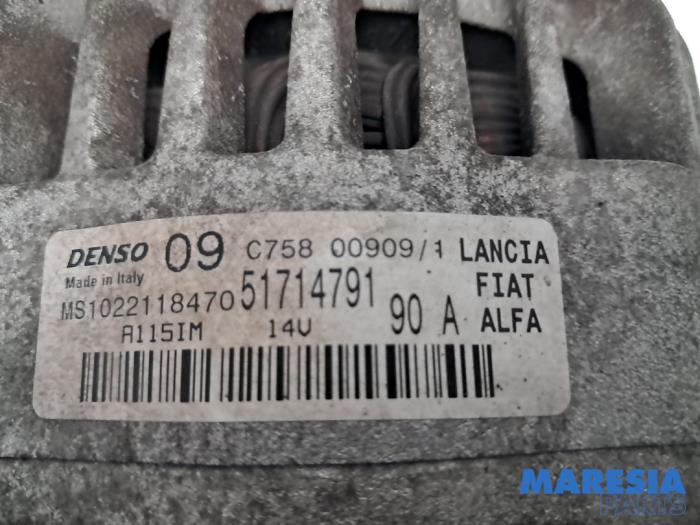 DENSO 09 C758 00909/1 LANCIA
Made in Italy FIAT
MS1022118470 51714791 90 A ALFA
A115IM 14V
MARESIA
PARTS